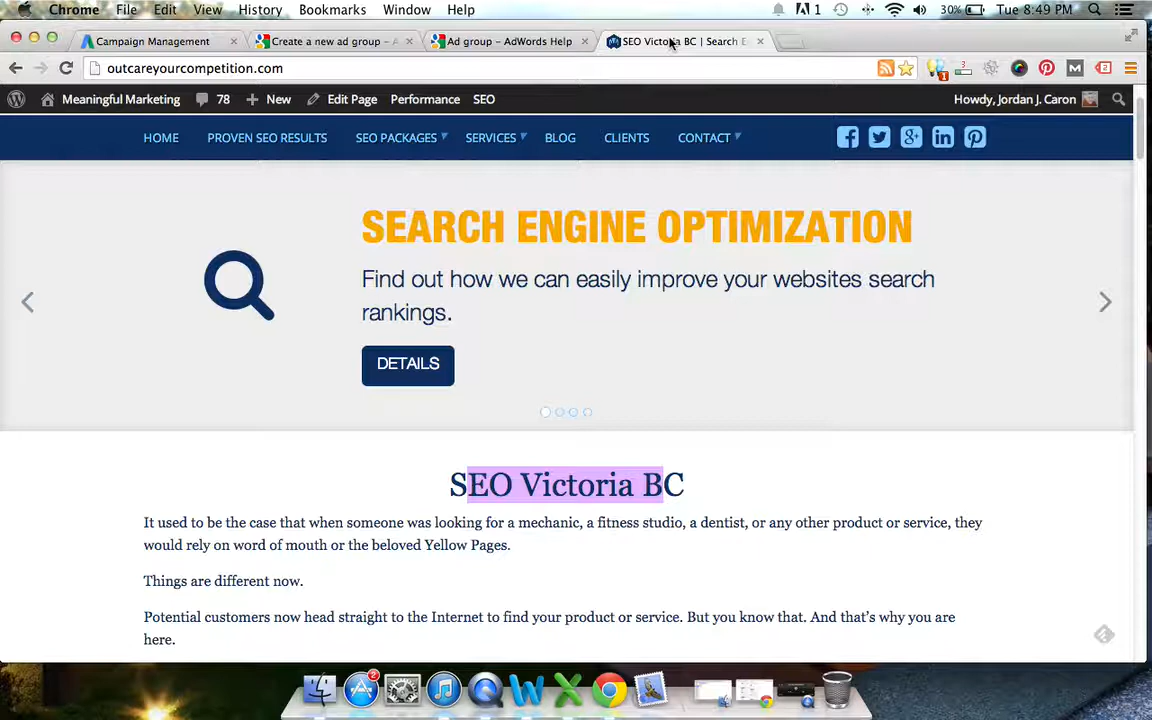 Chrome File Edit View History Bookmarks Window Help 1 30% Tue 8:49 PM
Campaign Management Create a new ad group – Ad group – AdWords Help SEO Victoria BC | Search E
outcareyourcompetition.com 1 3 M 2
Meaningful Marketing 78 New Edit Page Performance SEO Howdy, Jordan J. Caron
HOME PROVEN SEO RESULTS SEO PACKAGES SERVICES BLOG CLIENTS CONTACT
SEARCH ENGINE OPTIMIZATION
Find out how we can easily improve your websites search
rankings.
DETAILS
SEO Victoria BC
It used to be the case that when someone was looking for a mechanic, a fitness studio, a dentist, or any other product or service, they
would rely on word of mouth or the beloved Yellow Pages.
Things are different now.
Potential customers now head straight to the Internet to find your product or service. But you know that. And that's why you are
here.
2